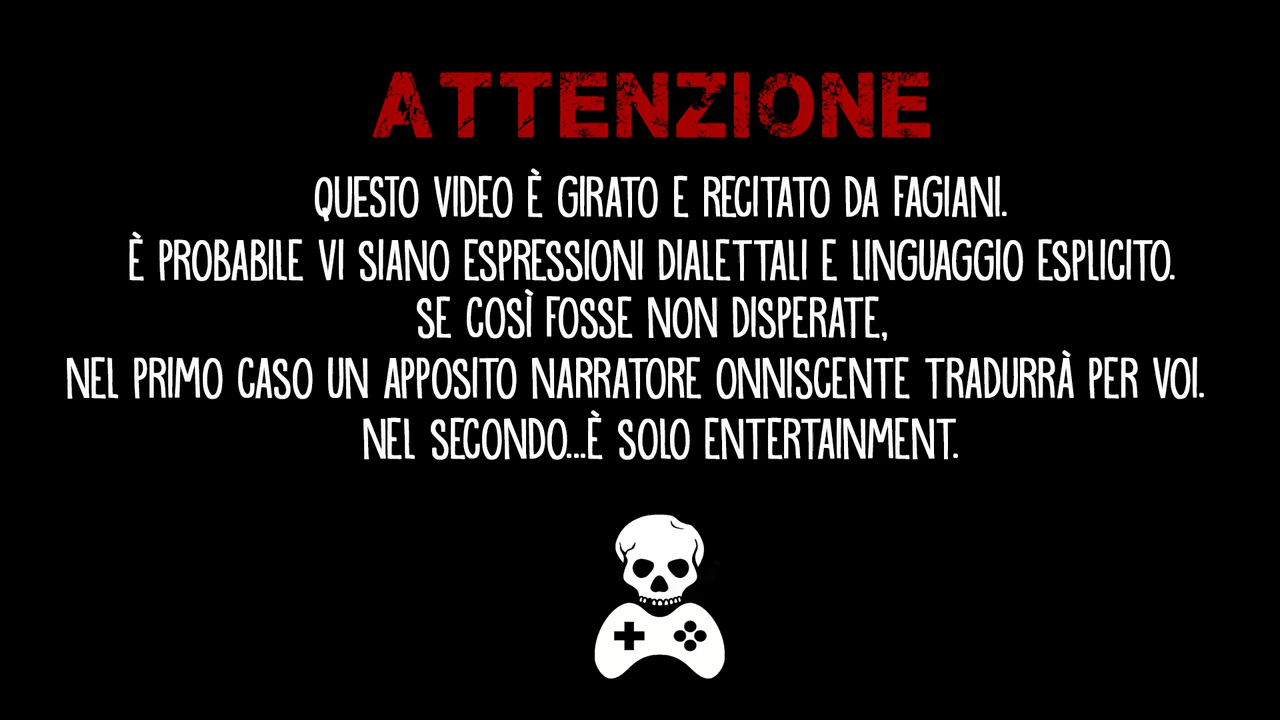 ATTENZIONE
QUESTO VIDEO È GIRATO E RECITATO DA FAGIANI.
È PROBABILE VI SIANO ESPRESSIONI DIALETTALI E LINGUAGGIO ESPLICITO.
SE COSÌ FOSSE NON DISPERATE,
NEL PRIMO CASO UN APPOSITO NARRATORE ONNISCENTE TRADURRÀ PER VOI.
NEL SECONDO...È SOLO ENTERTAINMENT.